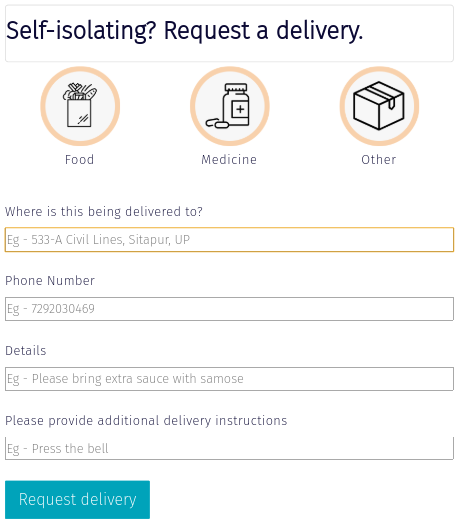 Self-isolating? Request a delivery.
Food Medicine Other
Where is this being delivered to?
Eg - 533-A Civil Lines, Sitapur, UP
Phone Number
Eg - 7292030469
Details
Eg - Please bring extra sauce with samose
Please provide additional delivery instructions
Eg - Press the bell
Request delivery